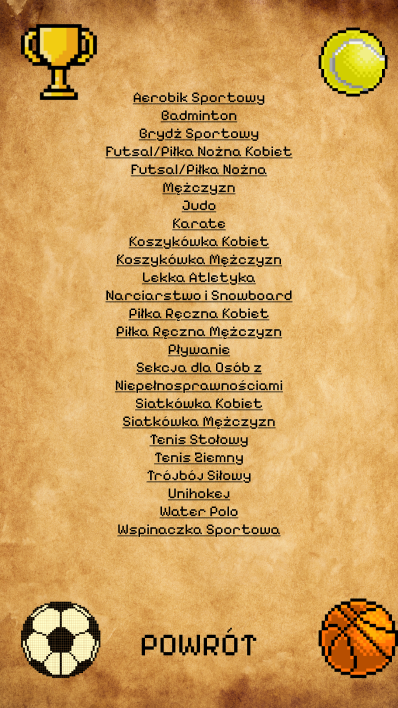 Aerobik Sportowy
Badminton
Brydż Sportowy
Futsal/Piłka Nożna Kobiet
Futsal/Piłka Nożna
Mężczyzn
Judo
Karate
Koszykówka Kobiet
Koszykówka Mężczyzn
Lekka Atletyka
Narciarstwo i Snowboard
Piłka Ręczna Kobiet
Piłka Ręczna Mężczyzn
Pływanie
Sekcja dla Osób z
Niepełnosprawnościami
Siatkówka Kobiet
Siatkówka Mężczyzn
Tenis Stołowy
Tenis Ziemny
Trójbój Siłowy
Unihokej
Water Polo
Wspinaczka Sportowa
POWRÓT